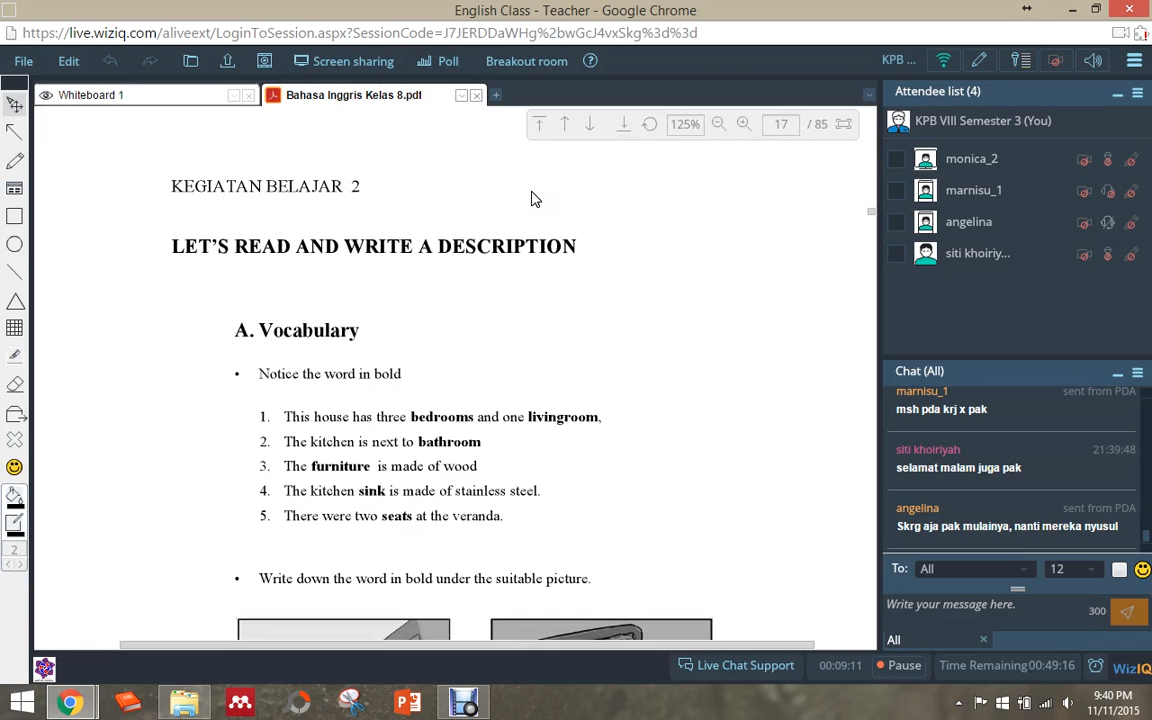 English Class - Teacher - Google Chrome
https://live.wiziq.com/aliveext/LoginToSession.aspx?SessionCode=J7JERDDaWHg%2bwGcJ4vxSkg%3d%3d
File Edit Screen sharing Poll Breakout room ? KPB ...
Whiteboard 1 Bahasa Inggris Kelas 8.pdf
125% 17 / 85
KEGIATAN BELAJAR 2
LET'S READ AND WRITE A DESCRIPTION
A. Vocabulary
• Notice the word in bold
1. This house has three bedrooms and one livingroom,
2. The kitchen is next to bathroom
3. The furniture is made of wood
4. The kitchen sink is made of stainless steel.
5. There were two seats at the veranda.
• Write down the word in bold under the suitable picture.
2
Attendee list (4)
KPB VIII Semester 3 (You)
monica_2
marnisu_1
angelina
siti khoiriy...
Chat (All)
marnisu_1 sent from PDA
msh pda krj x pak
siti khoiriyah 21:39:48
selamat malam juga pak
angelina sent from PDA
Skrg aja pak mulainya, nanti mereka nyusul
To: All 12
Write your message here. 300
All
Live Chat Support 00:09:11 Pause Time Remaining 00:49:16 WizIQ
9:40 PM
11/11/2015